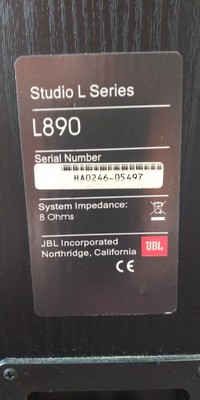 Studio L Series
L890
Serial Number
HA0246-05497
System Impedance:
8 Ohms
JBL Incorporated
Northridge, California
JBL
CE